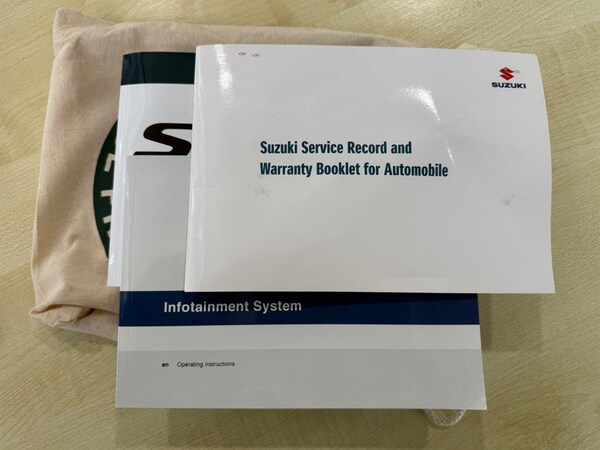 SUZUKI
Suzuki Service Record and
Warranty Booklet for Automobile
S
Infotainment System
en Operating instructions